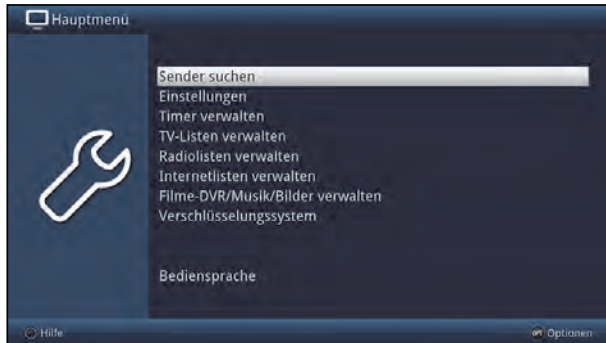 Hauptmenü
Sender suchen
Einstellungen
Timer verwalten
TV-Listen verwalten
Radiolisten verwalten
Internetlisten verwalten
Filme-DVR/Musik/Bilder verwalten
Verschlüsselungssystem
Bediensprache
Hilfe OPT Optionen